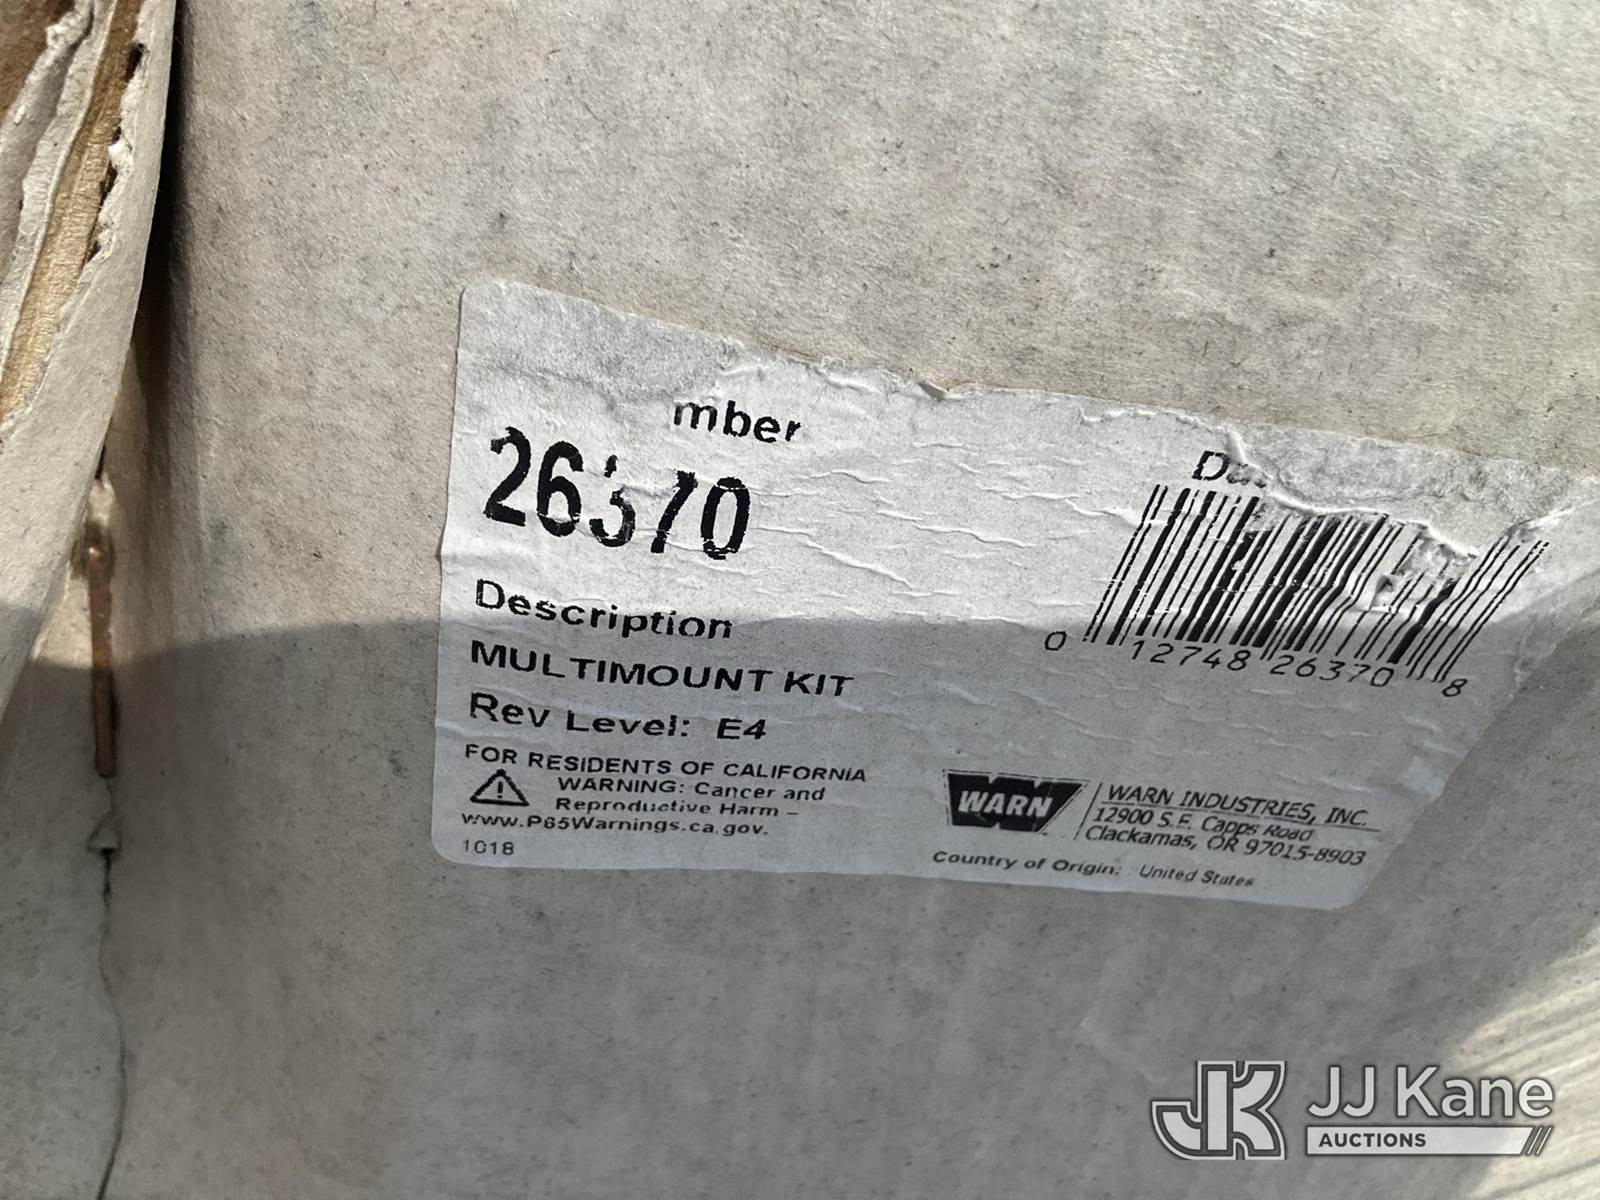 mber
26370
Description
MULTIMOUNT KIT
Rev Level: E4
FOR RESIDENTS OF CALIFORNIA
WARNING: Cancer and
Reproductive Harm –
www.P65Warnings.ca.gov.
1018
0 12748 26370 8
WARN
WARN INDUSTRIES, INC.
12900 S.E. Capps Road
Clackamas, OR 97015-8903
Country of Origin: United States
JK JJ Kane
AUCTIONS